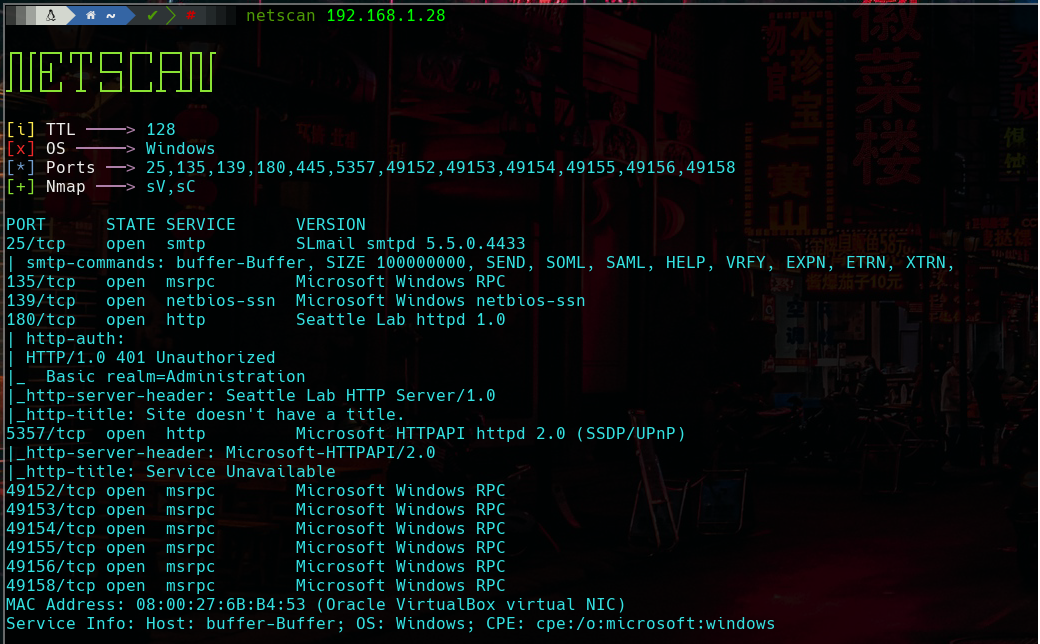 ~ ✔ # netscan 192.168.1.28
NETSCAN
[i] TTL ───> 128
[x] OS ────> Windows
[*] Ports ──> 25,135,139,180,445,5357,49152,49153,49154,49155,49156,49158
[+] Nmap ───> sV,sC
PORT STATE SERVICE VERSION
25/tcp open smtp SLmail smtpd 5.5.0.4433
| smtp-commands: buffer-Buffer, SIZE 100000000, SEND, SOML, SAML, HELP, VRFY, EXPN, ETRN, XTRN,
135/tcp open msrpc Microsoft Windows RPC
139/tcp open netbios-ssn Microsoft Windows netbios-ssn
180/tcp open http Seattle Lab httpd 1.0
| http-auth:
| HTTP/1.0 401 Unauthorized
|_ Basic realm=Administration
|_http-server-header: Seattle Lab HTTP Server/1.0
|_http-title: Site doesn't have a title.
5357/tcp open http Microsoft HTTPAPI httpd 2.0 (SSDP/UPnP)
|_http-server-header: Microsoft-HTTPAPI/2.0
|_http-title: Service Unavailable
49152/tcp open msrpc Microsoft Windows RPC
49153/tcp open msrpc Microsoft Windows RPC
49154/tcp open msrpc Microsoft Windows RPC
49155/tcp open msrpc Microsoft Windows RPC
49156/tcp open msrpc Microsoft Windows RPC
49158/tcp open msrpc Microsoft Windows RPC
MAC Address: 08:00:27:6B:B4:53 (Oracle VirtualBox virtual NIC)
Service Info: Host: buffer-Buffer; OS: Windows; CPE: cpe:/o:microsoft:windows
徽菜楼
黄山